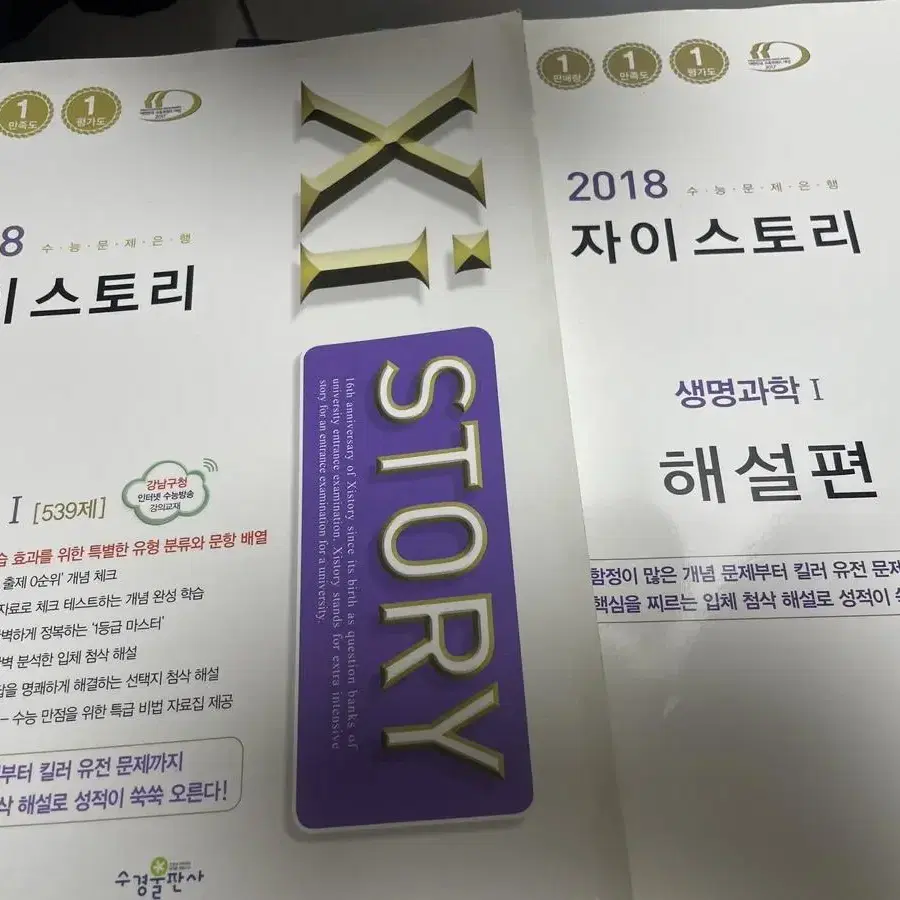 1
만족도
1
평가도
2017
8
수·능·문·제·은·행
이 스토리
I [539제]
강남구청
인터넷 수능방송
강의교재
습 효과를 위한 특별한 유형 분류와 문항 배열
출제 0순위' 개념 체크
자료로 체크 테스트하는 개념 완성 학습
벽하게 정복하는 '1등급 마스터'
벽 분석한 입체 첨삭 해설
을 명쾌하게 해결하는 선택지 첨삭 해설
– 수능 만점을 위한 특급 비법 자료집 제공
부터 킬러 유전 문제까지
삭 해설로 성적이 쑥쑥 오른다!
수경출판사
Xi
STORY
16th anniversary of Xistory since its birth as question banks of
university entrance examination. Xistory stands for extra intensive
story for an entrance examination for a university.
1
판매량
1
만족도
1
평가도
2017
2018 수·능·문·제·은·행
자이 스토리
생명과학 I
해설편
함정이 많은 개념 문제부터 킬러 유전 문제
핵심을 찌르는 입체 첨삭 해설로 성적이